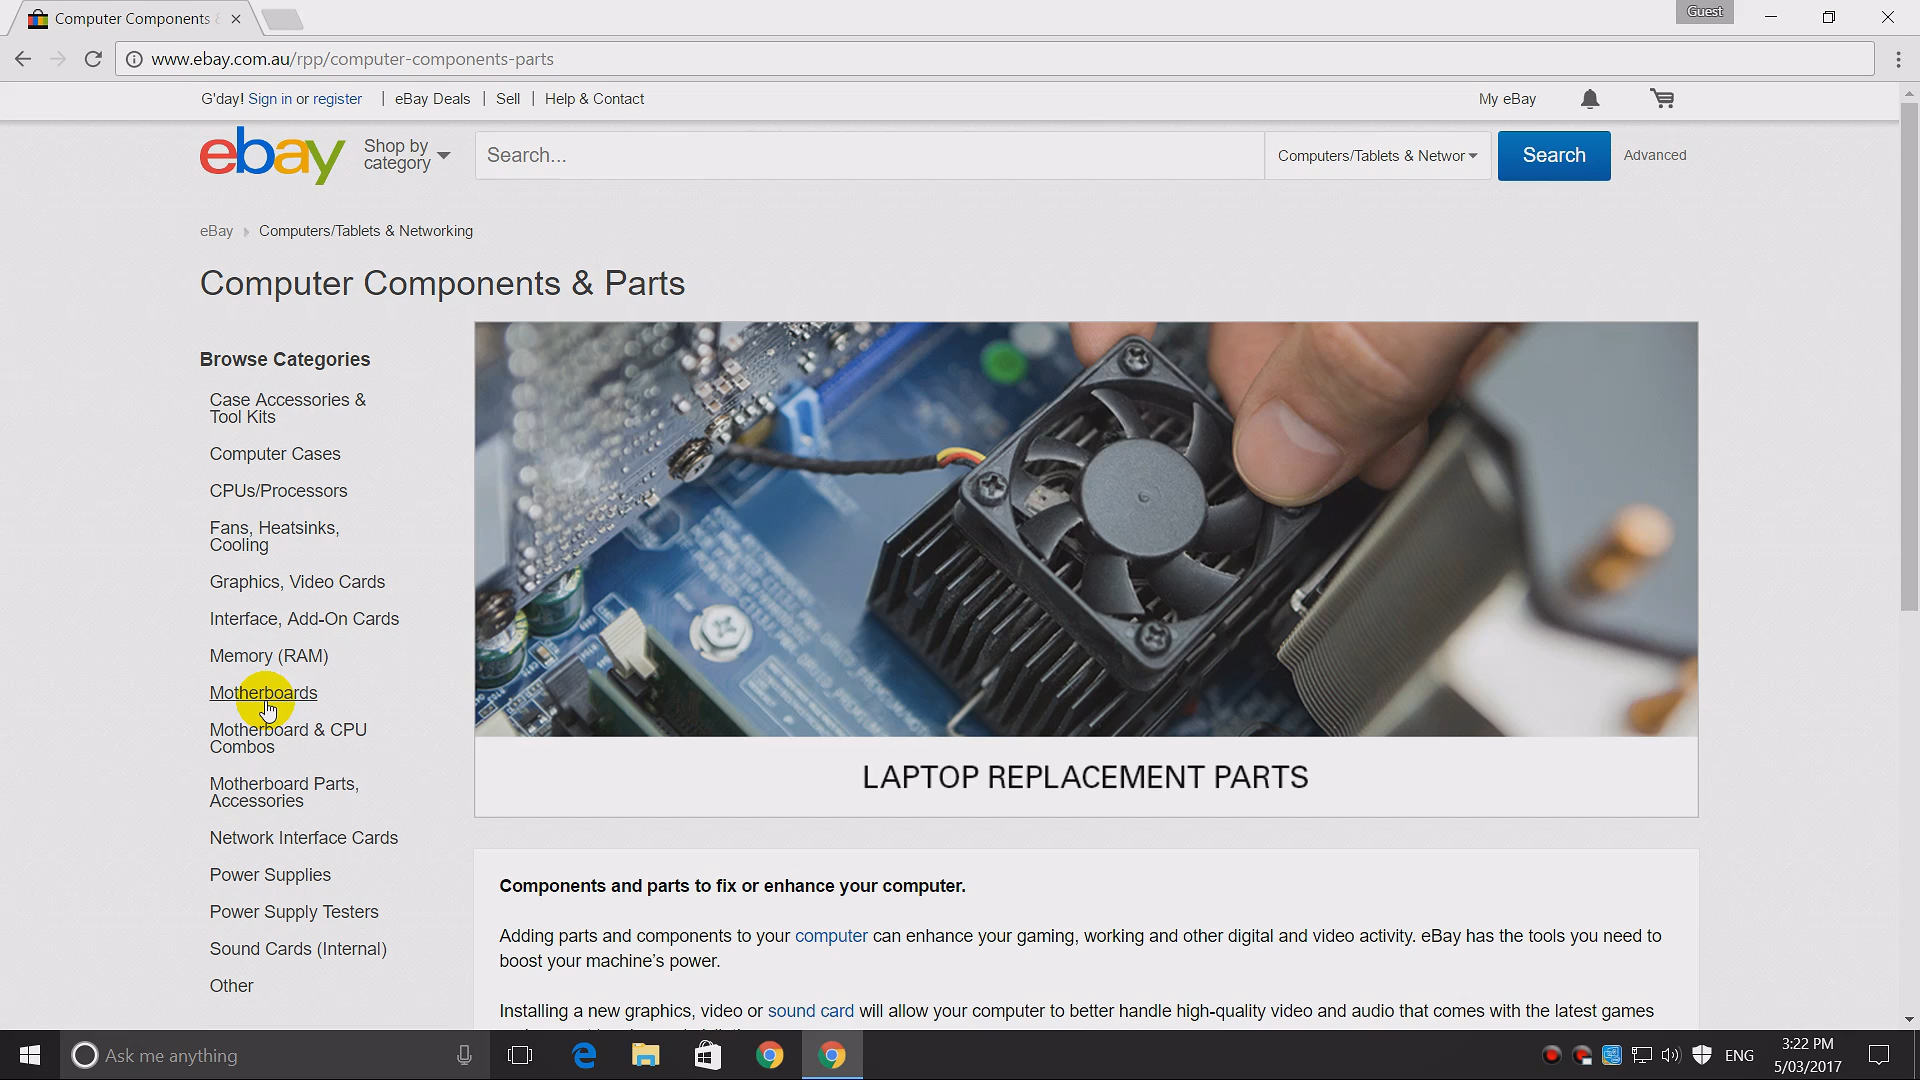 Computer Components &
Guest
www.ebay.com.au/rpp/computer-components-parts
G'day! Sign in or register | eBay Deals | Sell | Help & Contact
My eBay
ebay
Shop by
category
Search...
Computers/Tablets & Networ
Search
Advanced
eBay
Computers/Tablets & Networking
Computer Components & Parts
Browse Categories
Case Accessories &
Tool Kits
Computer Cases
CPUs/Processors
Fans, Heatsinks,
Cooling
Graphics, Video Cards
Interface, Add-On Cards
Memory (RAM)
Motherboards
Motherboard & CPU
Combos
Motherboard Parts,
Accessories
Network Interface Cards
Power Supplies
Power Supply Testers
Sound Cards (Internal)
Other
LAPTOP REPLACEMENT PARTS
Components and parts to fix or enhance your computer.
Adding parts and components to your computer can enhance your gaming, working and other digital and video activity. eBay has the tools you need to
boost your machine's power.
Installing a new graphics, video or sound card will allow your computer to better handle high-quality video and audio that comes with the latest games
Ask me anything
ENG
3:22 PM
5/03/2017